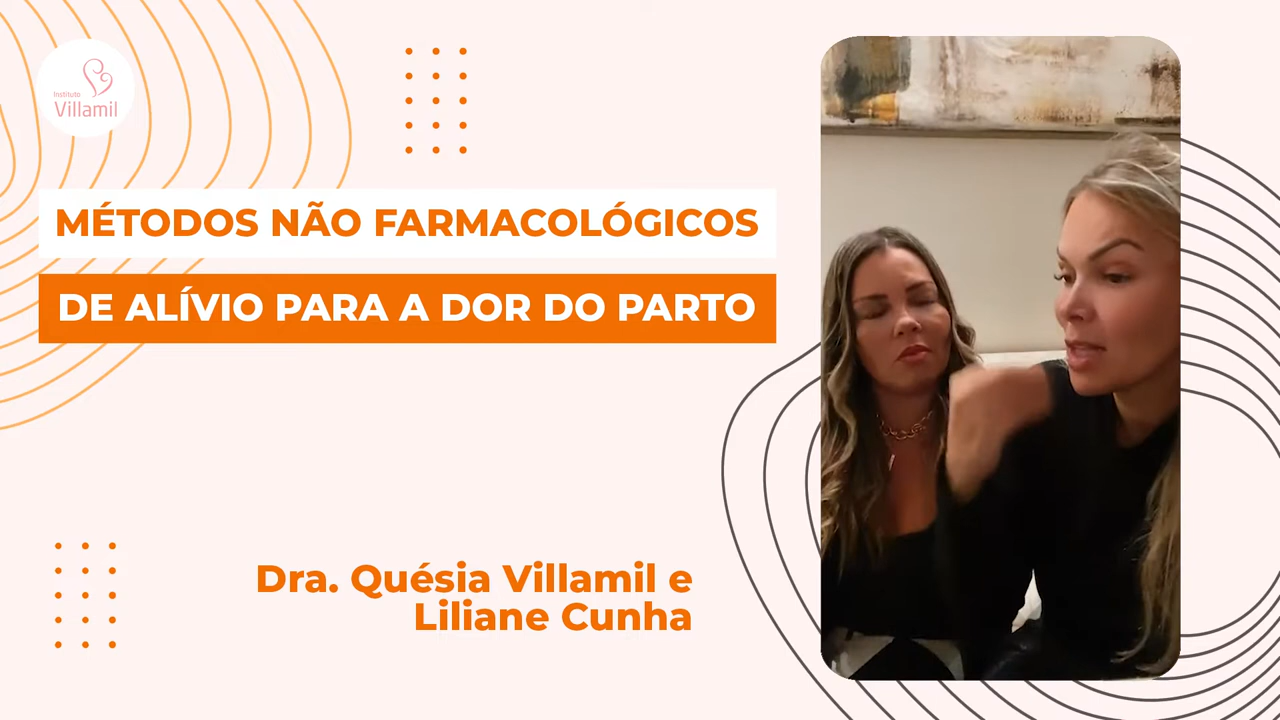 Instituto
Villamil
MÉTODOS NÃO FARMACOLÓGICOS
DE ALÍVIO PARA A DOR DO PARTO
Dra. Quésia Villamil e
Liliane Cunha